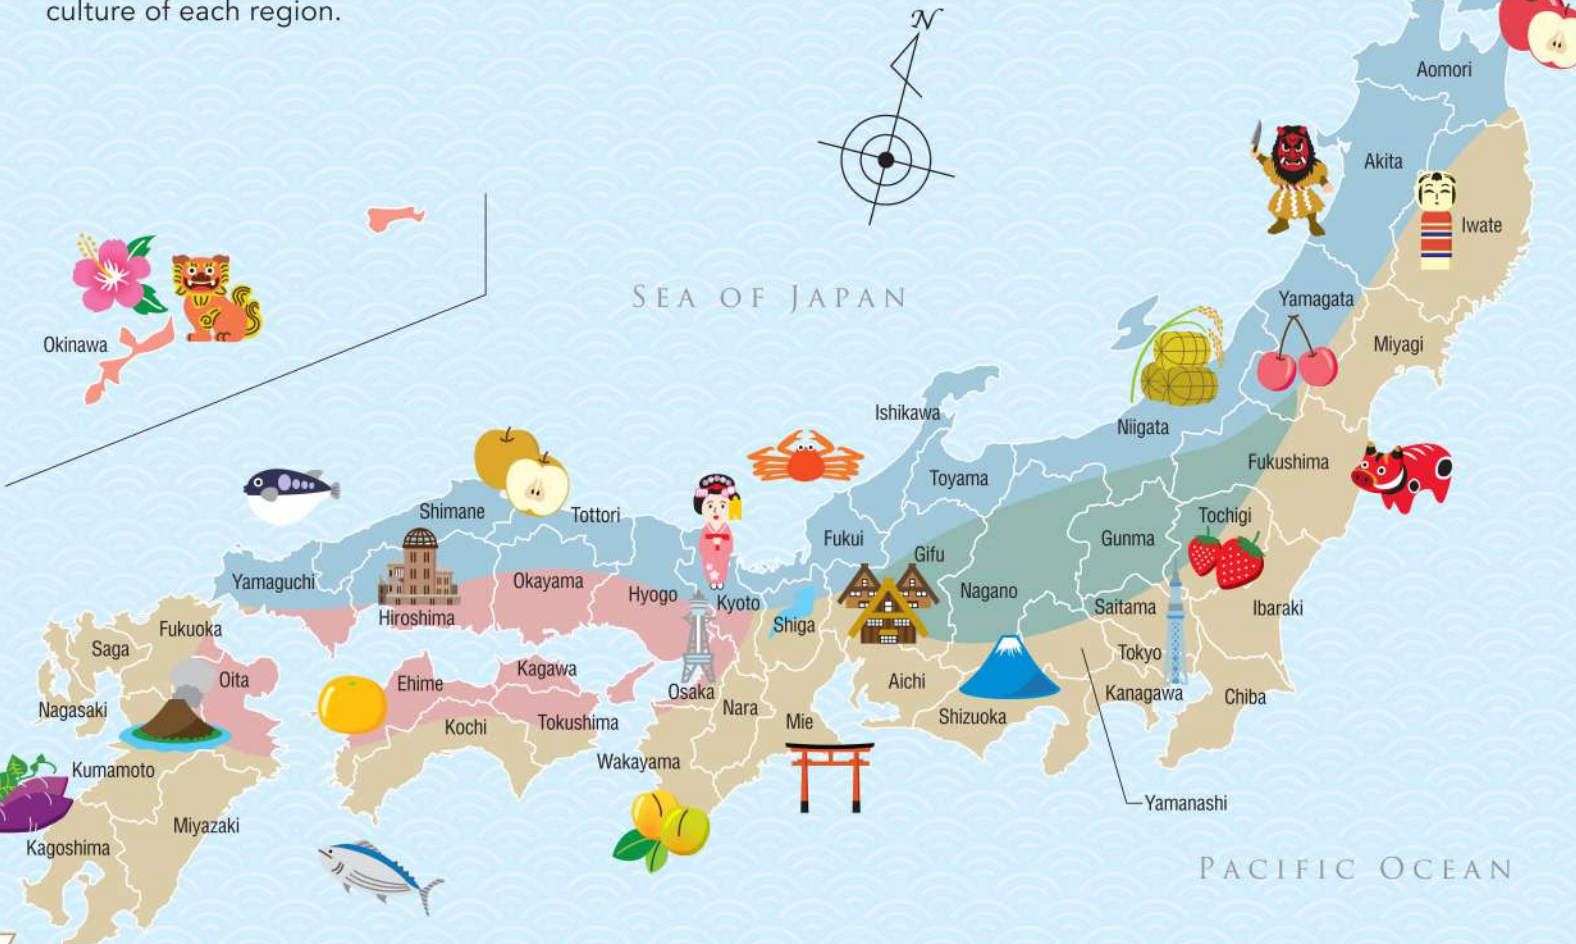 culture of each region.
N
Aomori
Akita
Iwate
SEA OF JAPAN
Yamagata
Okinawa
Miyagi
Ishikawa
Niigata
Fukushima
Toyama
Shimane
Tottori
Tochigi
Fukui
Gunma
Gifu
Yamaguchi
Okayama
Hyogo
Nagano
Kyoto
Saitama
Ibaraki
Hiroshima
Shiga
Fukuoka
Saga
Tokyo
Kagawa
Oita
Ehime
Aichi
Osaka
Kanagawa
Chiba
Nagasaki
Nara
Shizuoka
Mie
Tokushima
Kochi
Wakayama
Kumamoto
Yamanashi
Miyazaki
Kagoshima
PACIFIC OCEAN